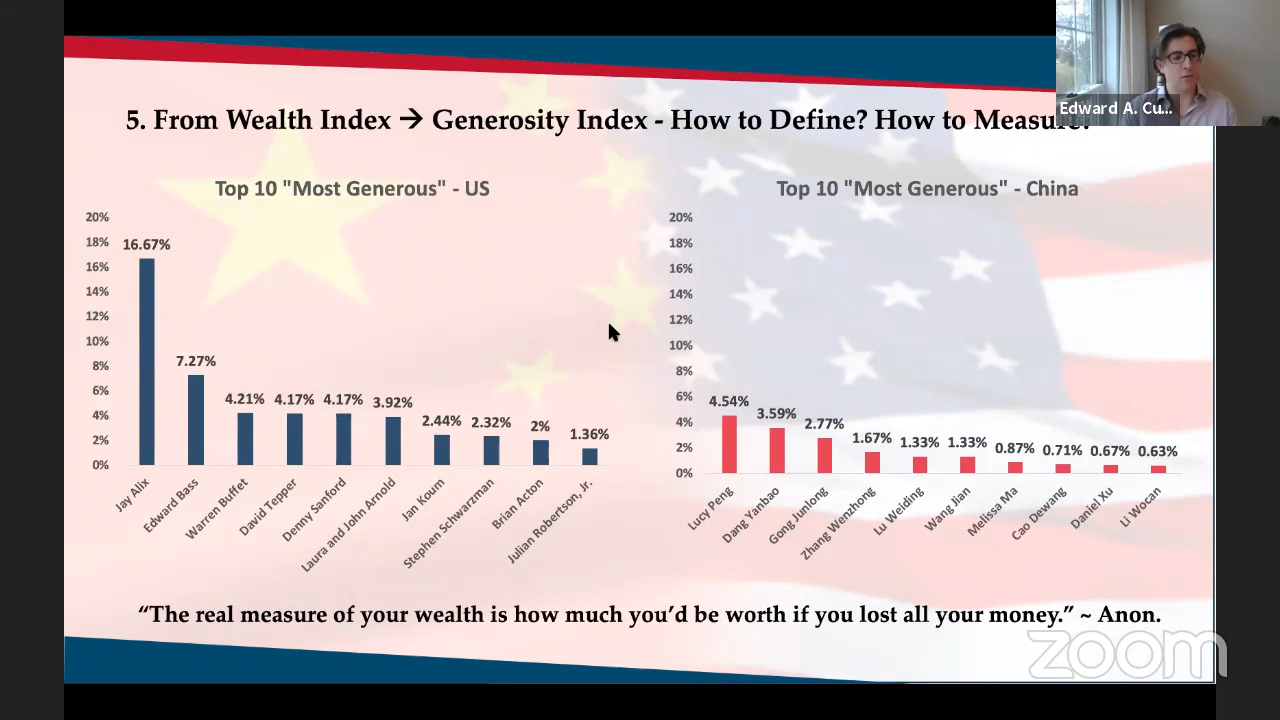 Edward A. Cu...
5. From Wealth Index → Generosity Index - How to Define? How to Measure?
Top 10 "Most Generous" - US
20%
18%
16%
14%
12%
10%
8%
6%
4%
2%
0%
16.67%
7.27%
4.21%
4.17%
4.17%
3.92%
2.44%
2.32%
2%
1.36%
Jay Alix
Edward Bass
Warren Buffet
David Tepper
Denny Sanford
Laura and John Arnold
Jan Koum
Stephen Schwarzman
Brian Acton
Julian Robertson, Jr.
Top 10 "Most Generous" - China
20%
18%
16%
14%
12%
10%
8%
6%
4%
2%
0%
4.54%
3.59%
2.77%
1.67%
1.33%
1.33%
0.87%
0.71%
0.67%
0.63%
Lucy Peng
Dang Yanbao
Gong Junlong
Zhang Wenzhong
Lu Weiding
Wang Jian
Melissa Ma
Cao Dewang
Daniel Xu
Li Wocan
“The real measure of your wealth is how much you’d be worth if you lost all your money.” ~ Anon.
zoom